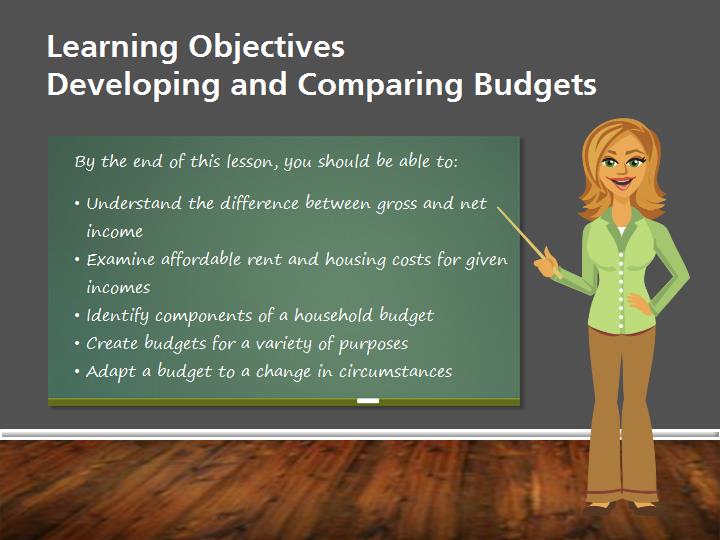 Learning Objectives
Developing and Comparing Budgets
By the end of this lesson, you should be able to:
• Understand the difference between gross and net
income
• Examine affordable rent and housing costs for given
incomes
• Identify components of a household budget
• Create budgets for a variety of purposes
• Adapt a budget to a change in circumstances